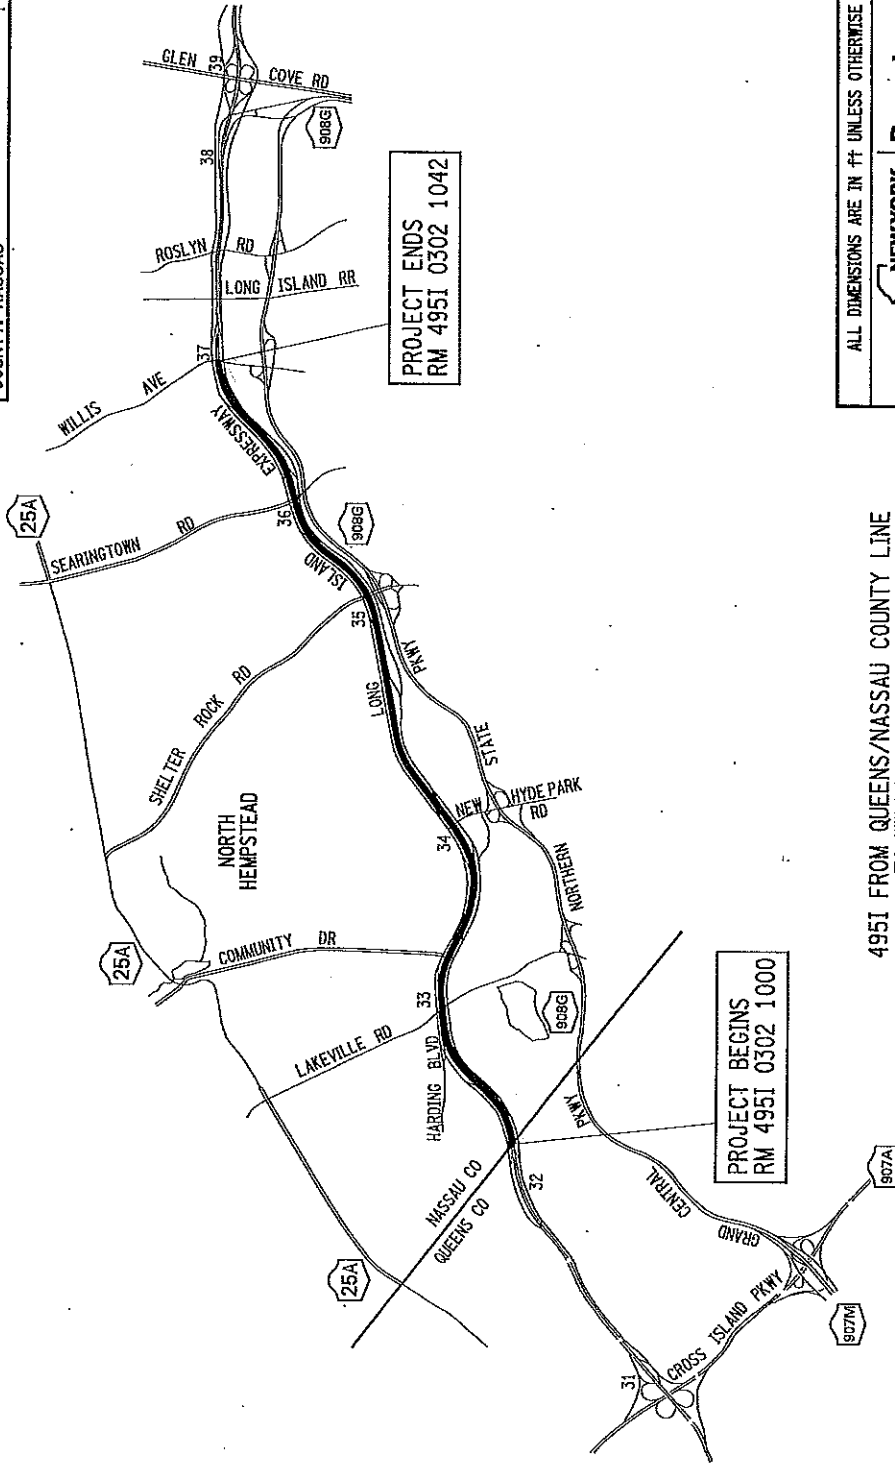 25A
SEARINGTOWN
RD
WILLIS
AVE
GLEN
COVE RD
39
38
ROSLYN
RD
LONG ISLAND RR
37
25A
SHELTER
ROCK
RD
NORTH
HEMPSTEAD
COMMUNITY
DR
LAKEVILLE RD
EXPRESSWAY
36
ISLAND
908G
908G
35
LONG
PROJECT ENDS
RM 495I 0302 1042
25A
NASSAU CO
QUEENS CO
HARDING BLVD
33
34
NEW
HYDE PARK
RD
STATE
PKWY
NORTHERN
908G
32
31
CROSS ISLAND PKWY
GRAND
CENTRAL
PKWY
PROJECT BEGINS
RM 495I 0302 1000
907M
907A
495I FROM QUEENS/NASSAU COUNTY LINE
ALL DIMENSIONS ARE IN ft UNLESS OTHERWISE